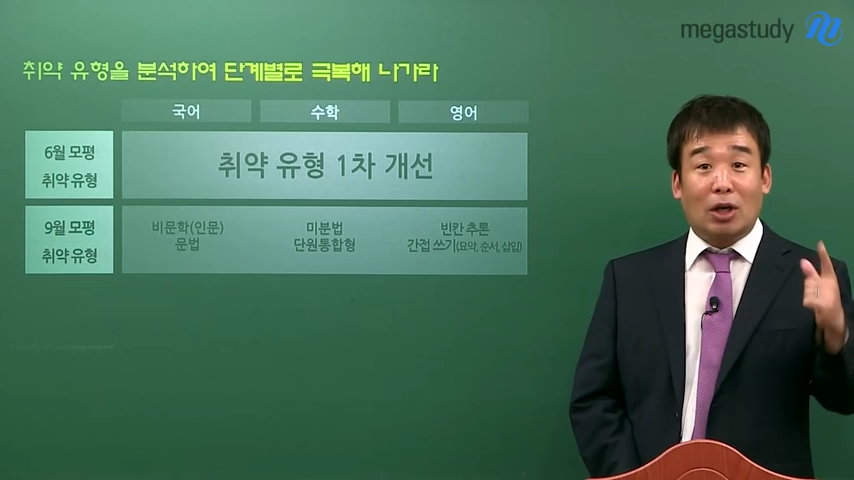 megastudy
취약 유형을 분석하여 단계별로 극복해 나가라
국어 수학 영어
6월 모평
취약 유형
취약 유형 1차 개선
9월 모평
취약 유형
비문학(인문)
문법
미분법
단원통합형
빈칸 추론
간접 쓰기(요약, 순서, 삽입)